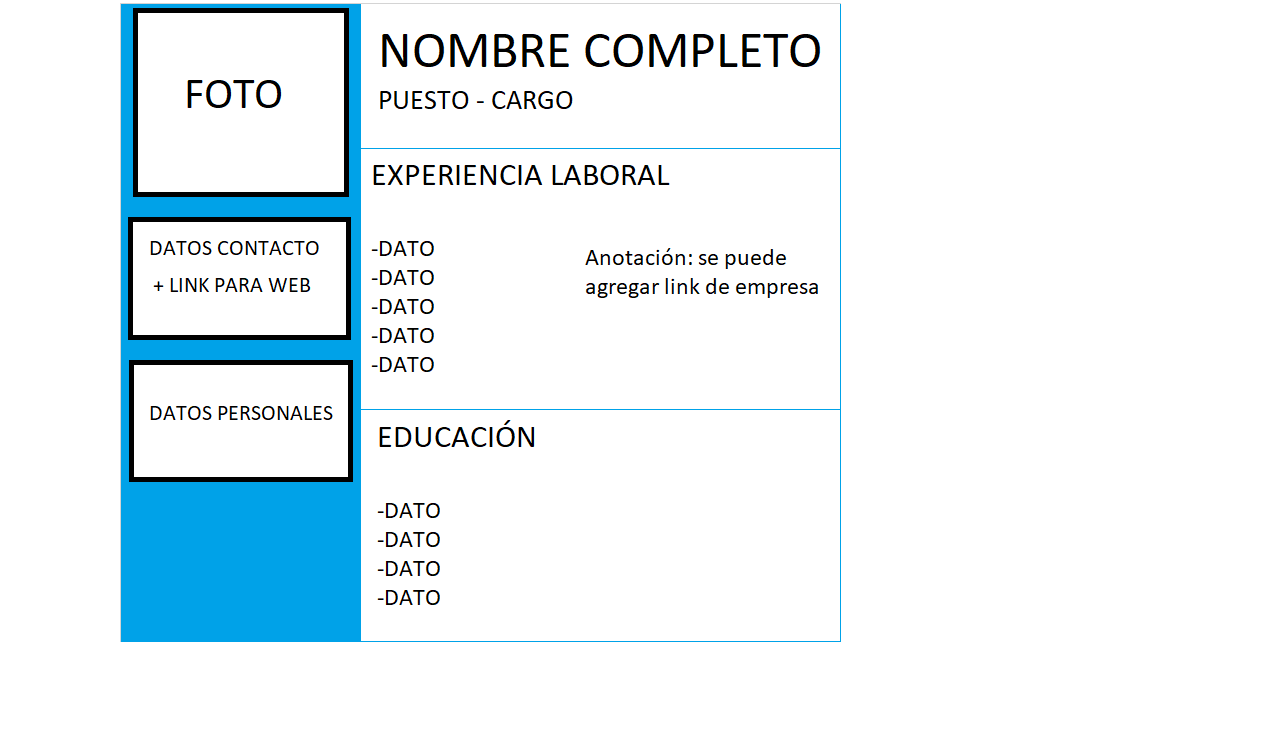 FOTO
DATOS CONTACTO
+ LINK PARA WEB
DATOS PERSONALES
NOMBRE COMPLETO
PUESTO - CARGO
EXPERIENCIA LABORAL
-DATO
-DATO
-DATO
-DATO
-DATO
Anotación: se puede
agregar link de empresa
EDUCACIÓN
-DATO
-DATO
-DATO
-DATO